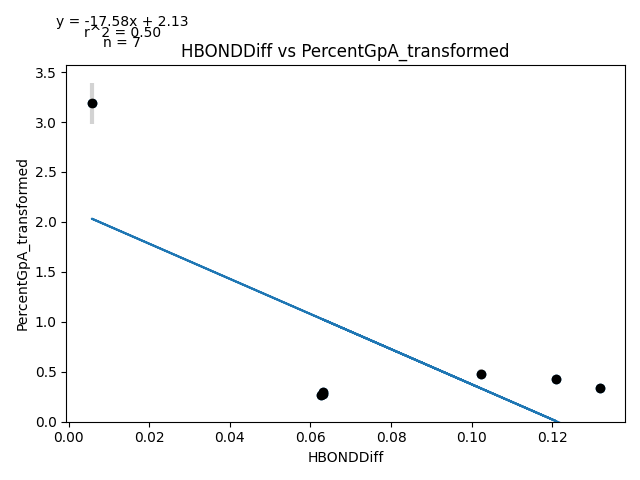 y = -17.58x + 2.13
r^2 = 0.50
n = 7
HBONDDiff vs PercentGpA_transformed
3.5
3.0
2.5
2.0
1.5
1.0
0.5
0.0
PercentGpA_transformed
0.00 0.02 0.04 0.06 0.08 0.10 0.12
HBONDDiff